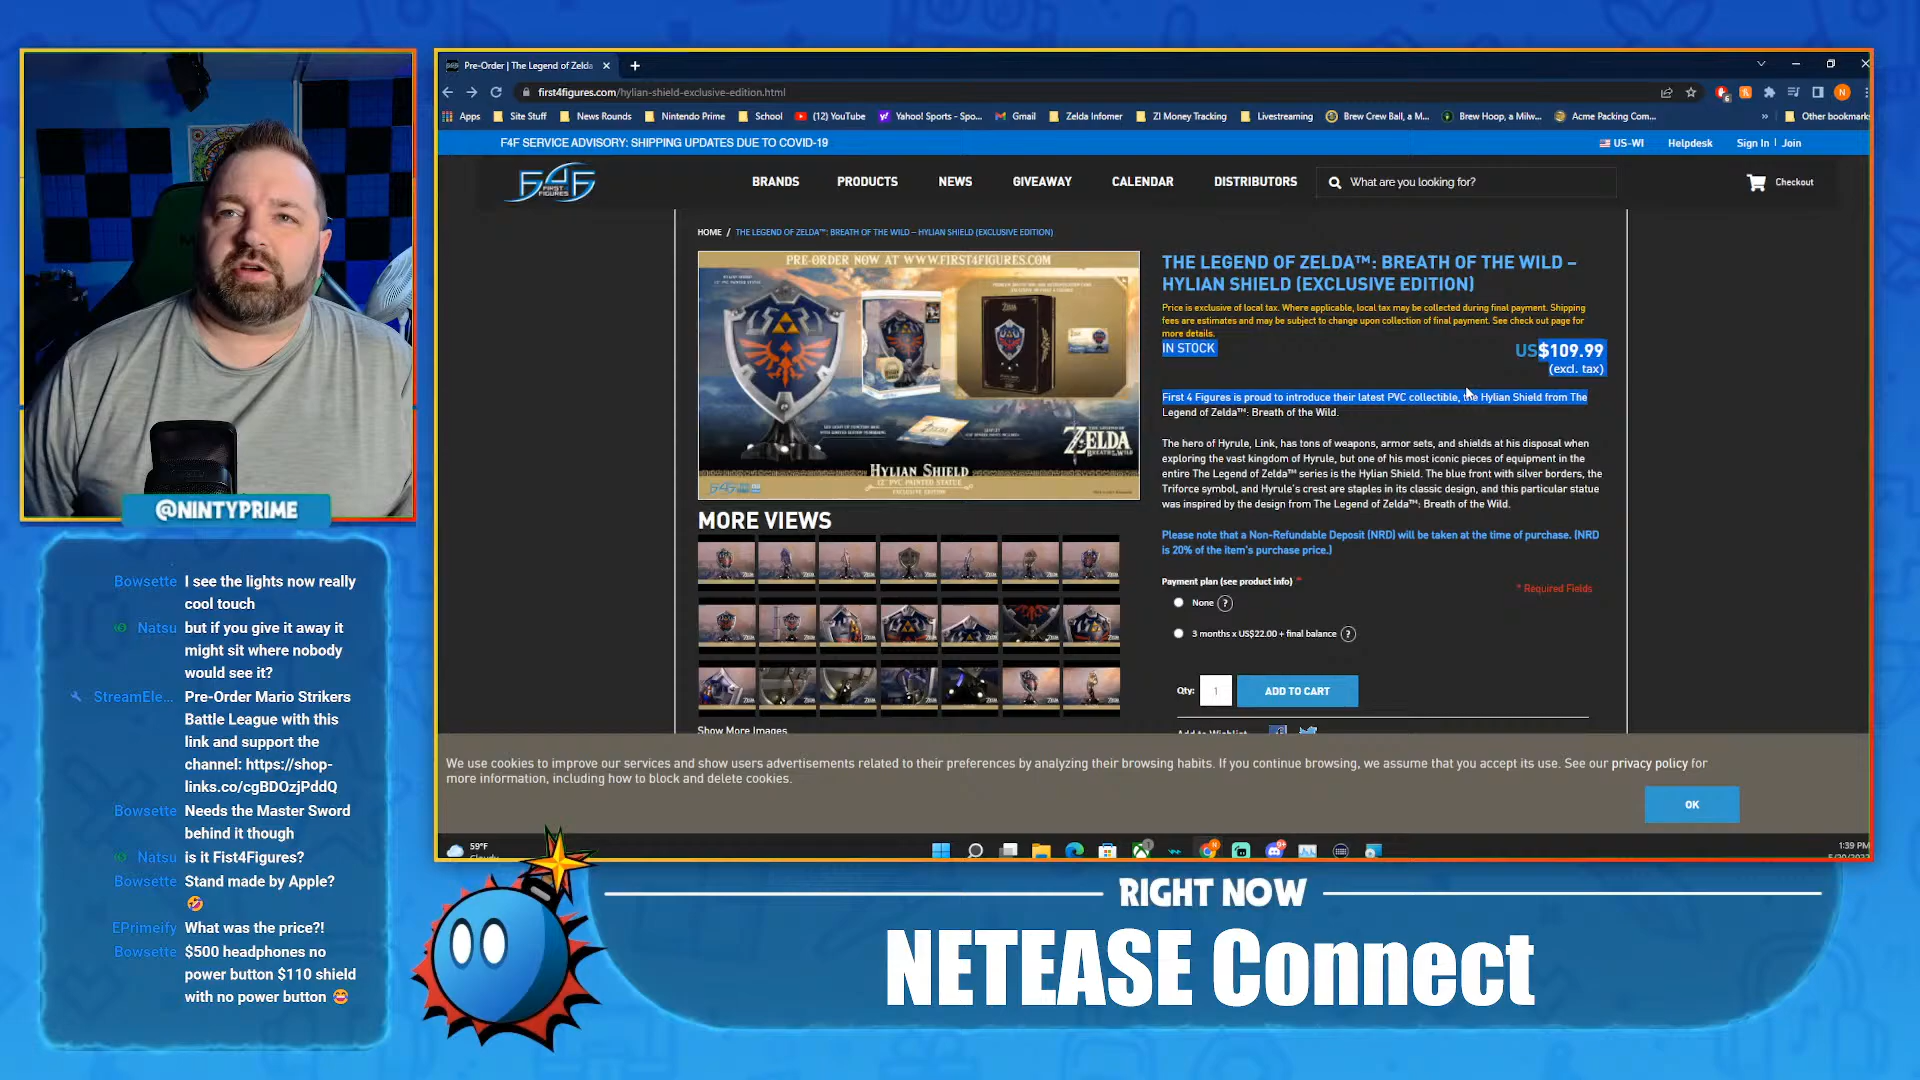 Pre-Order | The Legend of Zelda
first4figures.com/hylian-shield-exclusive-edition.html
Apps Site Stuff News Rounds Nintendo Prime School (12) YouTube Yahoo! Sports - Spo... Gmail Zelda Infomer ZI Money Tracking Livestreaming Brew Crew Ball, a M... Brew Hoop, a Milw... Acme Packing Com... » Other bookmarks
F4F SERVICE ADVISORY: SHIPPING UPDATES DUE TO COVID-19
US-WI Helpdesk Sign In | Join
F4F
FIRST4FIGURES
BRANDS PRODUCTS NEWS GIVEAWAY CALENDAR DISTRIBUTORS What are you looking for? Checkout
HOME / THE LEGEND OF ZELDA™: BREATH OF THE WILD – HYLIAN SHIELD (EXCLUSIVE EDITION)
PRE-ORDER NOW AT WWW.FIRST4FIGURES.COM
THE LEGEND OF
ZELDA
BREATH OF THE WILD
HYLIAN SHIELD
12" PVC PAINTED STATUE
EXCLUSIVE EDITION
MORE VIEWS
Show More Images
THE LEGEND OF ZELDA™: BREATH OF THE WILD –
HYLIAN SHIELD (EXCLUSIVE EDITION)
Price is exclusive of local tax. Where applicable, local tax may be collected during final payment. Shipping
fees are estimates and may be subject to change upon collection of final payment. See check out page for
more details.
IN STOCK
US$109.99
(excl. tax)
First 4 Figures is proud to introduce their latest PVC collectible, the Hylian Shield from The
Legend of Zelda™: Breath of the Wild.
The hero of Hyrule, Link, has tons of weapons, armor sets, and shields at his disposal when
exploring the vast kingdom of Hyrule, but one of his most iconic pieces of equipment in the
entire The Legend of Zelda™ series is the Hylian Shield. The blue front with silver borders, the
Triforce symbol, and Hyrule's crest are staples in its classic design, and this particular statue
was inspired by the design from The Legend of Zelda™: Breath of the Wild.
Please note that a Non-Refundable Deposit (NRD) will be taken at the time of purchase. (NRD
is 20% of the item's purchase price.)
Payment plan (see product info) *
* Required Fields
None ?
3 months x US$22.00 + final balance ?
Qty: 1 ADD TO CART
Add to Wishlist
We use cookies to improve our services and show users advertisements related to their preferences by analyzing their browsing habits. If you continue browsing, we assume that you accept its use. See our privacy policy for
more information, including how to block and delete cookies.
OK
59°F
Cloudy
1:39 PM
@NINTYPRIME
Bowsette I see the lights now really
cool touch
Natsu but if you give it away it
might sit where nobody
would see it?
StreamEle... Pre-Order Mario Strikers
Battle League with this
link and support the
channel: https://shop-
links.co/cgBDOzjPddQ
Bowsette Needs the Master Sword
behind it though
Natsu is it Fist4Figures?
Bowsette Stand made by Apple?
🤣
EPrimeify What was the price?!
Bowsette $500 headphones no
power button $110 shield
with no power button 😂
RIGHT NOW
NETEASE Connect